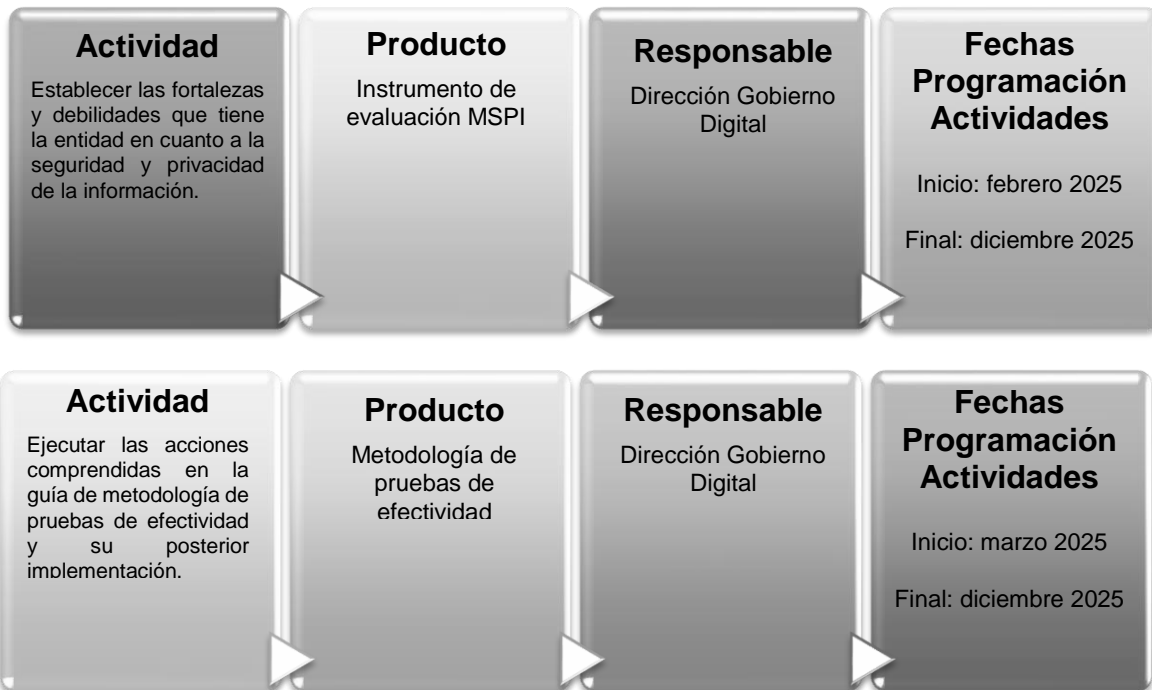 Actividad
Establecer las fortalezas
y debilidades que tiene
la entidad en cuanto a la
seguridad y privacidad
de la información.
Producto
Instrumento de
evaluación MSPI
Responsable
Dirección Gobierno
Digital
Fechas
Programación
Actividades
Inicio: febrero 2025
Final: diciembre 2025
Actividad
Ejecutar las acciones
comprendidas en la
guía de metodología de
pruebas de efectividad
y su posterior
implementación.
Producto
Metodología de
pruebas de
efectividad
Responsable
Dirección Gobierno
Digital
Fechas
Programación
Actividades
Inicio: marzo 2025
Final: diciembre 2025